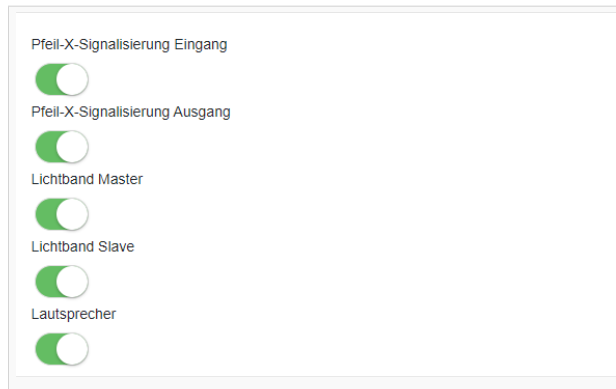 Pfeil-X-Signalisierung Eingang
Pfeil-X-Signalisierung Ausgang
Lichtband Master
Lichtband Slave
Lautsprecher